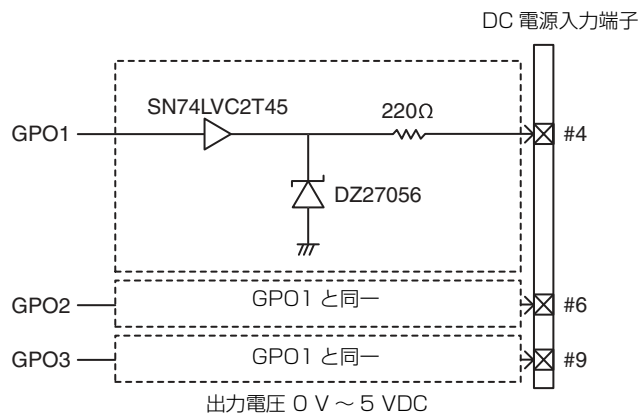 DC 電源入力端子
SN74LVC2T45
220Ω
GPO1
#4
DZ27056
GPO2
GPO1 と同一
#6
GPO3
GPO1 と同一
#9
出力電圧 0 V ～ 5 VDC